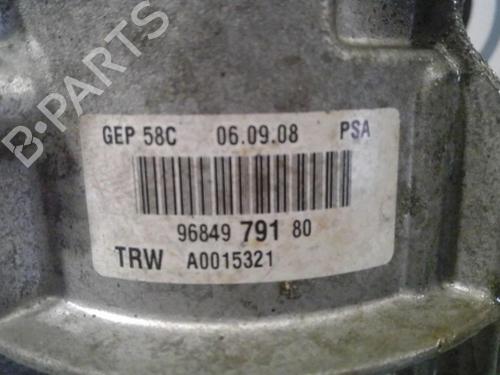 B-PARTS
GEP 58C 06.09.08 PSA
96849 791 80
TRW A0015321